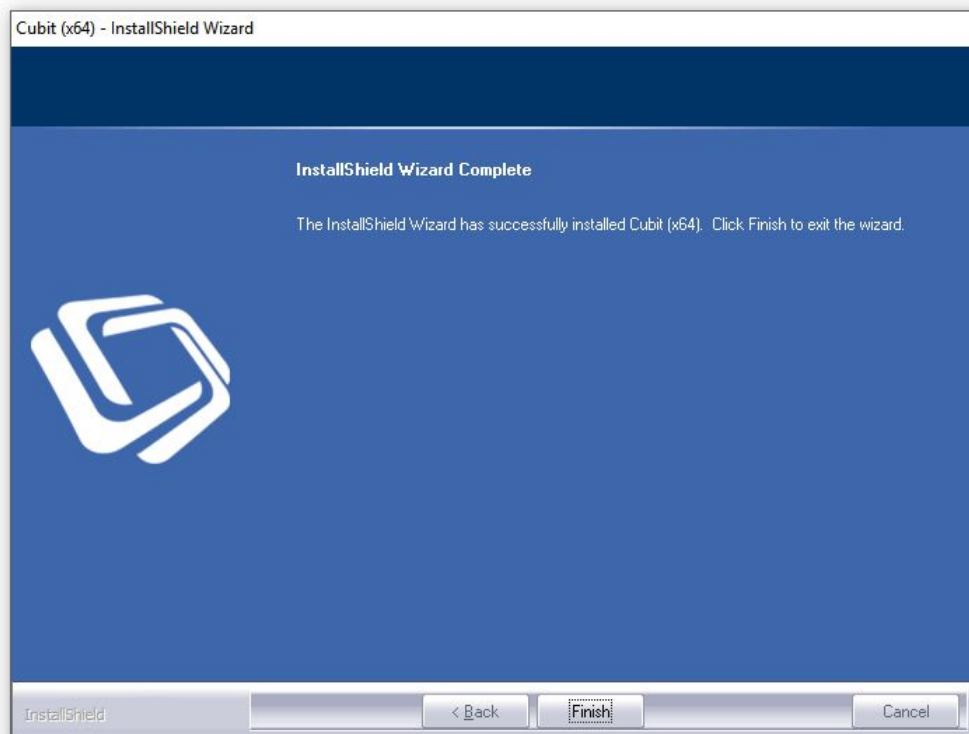 Cubit (x64) - InstallShield Wizard
InstallShield Wizard Complete
The InstallShield Wizard has successfully installed Cubit (x64). Click Finish to exit the wizard.
InstallShield
< Back
Finish
Cancel